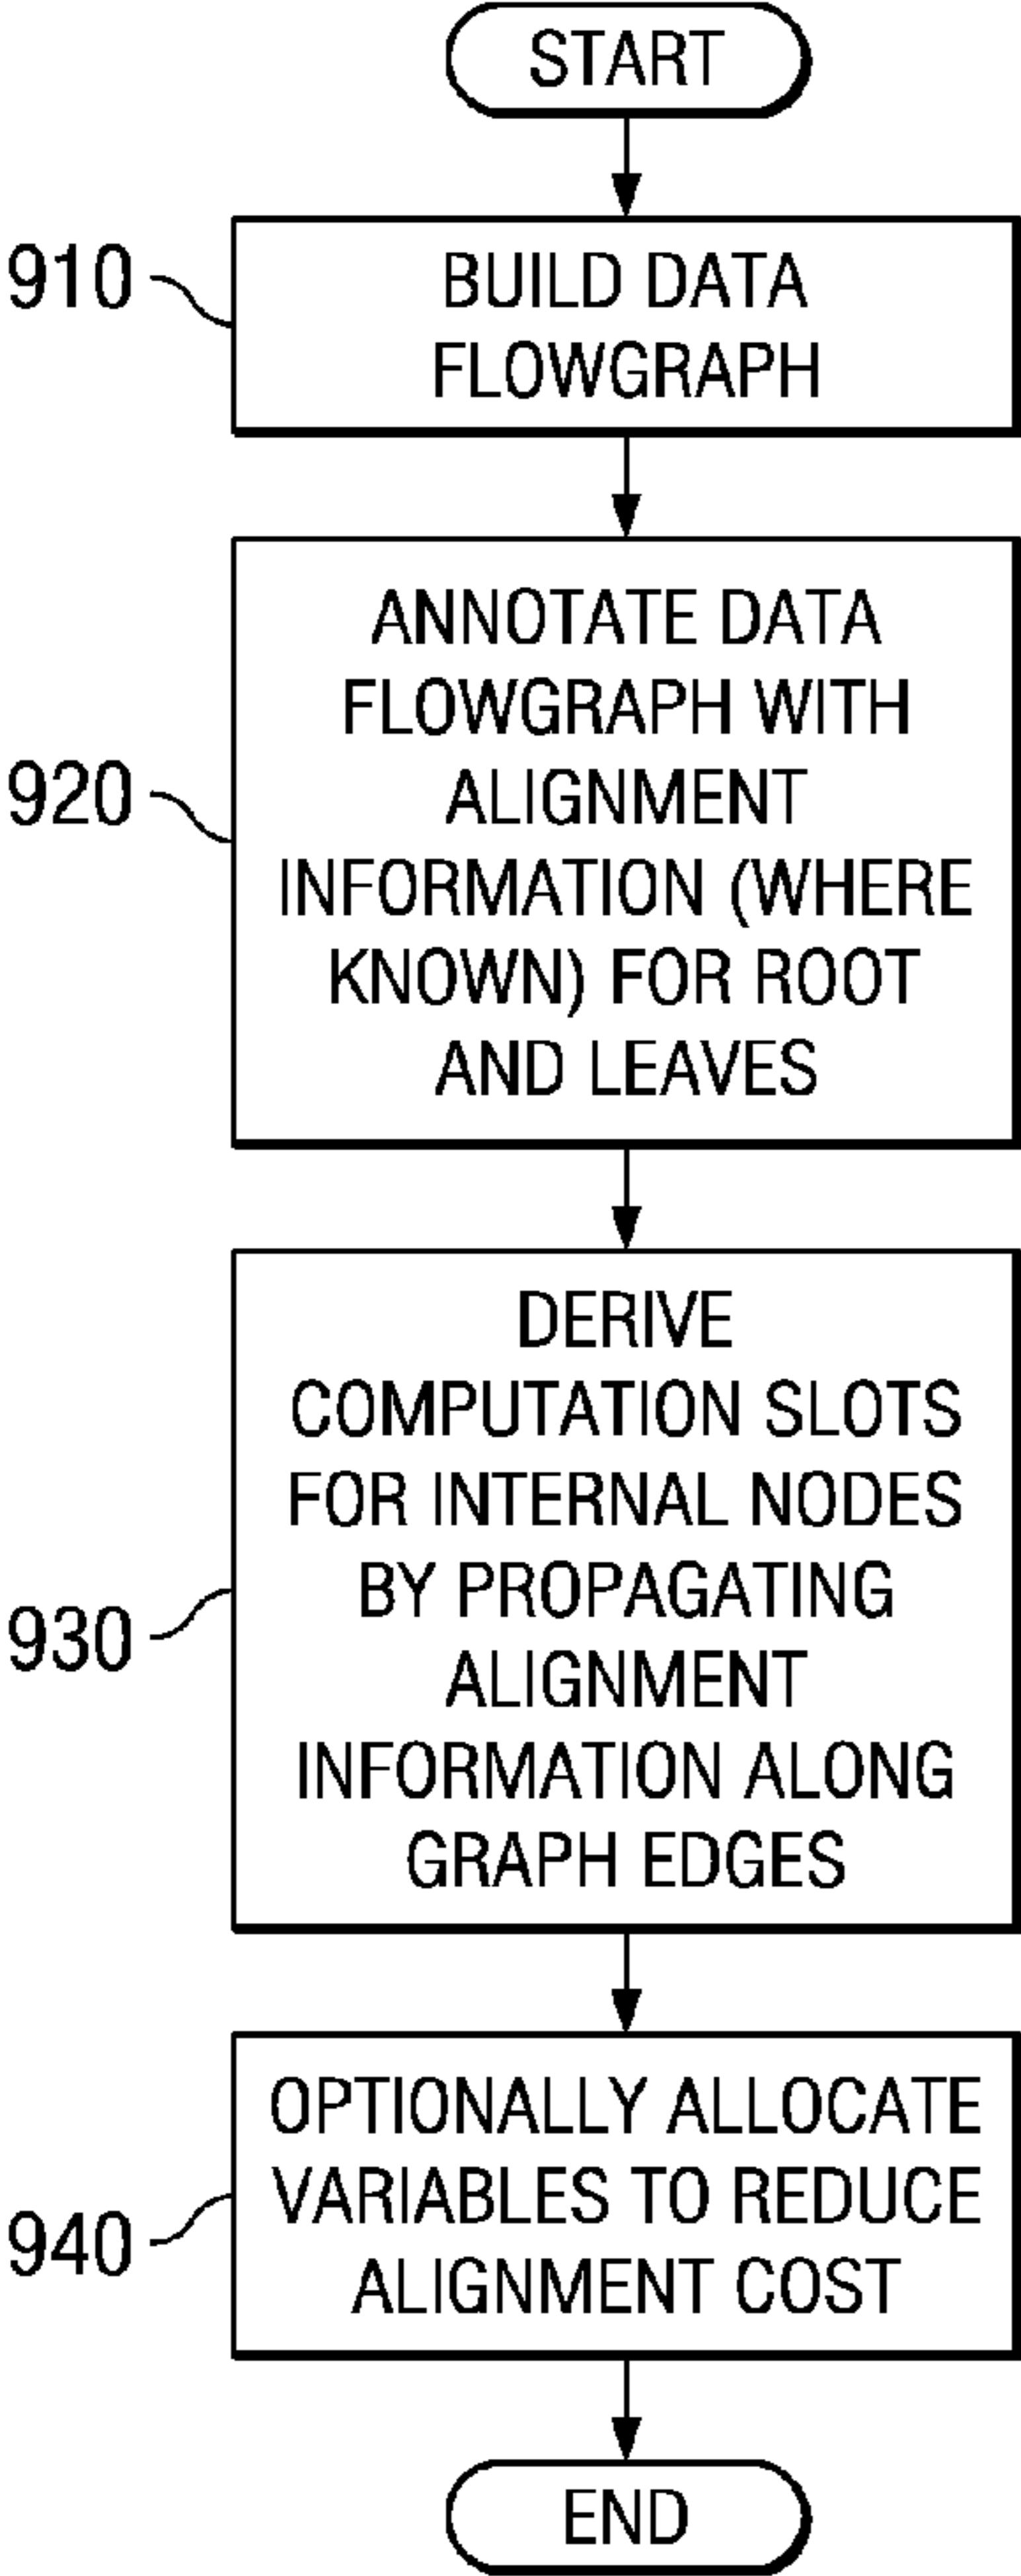 START
910
BUILD DATA
FLOWGRAPH
920
ANNOTATE DATA
FLOWGRAPH WITH
ALIGNMENT
INFORMATION (WHERE
KNOWN) FOR ROOT
AND LEAVES
930
DERIVE
COMPUTATION SLOTS
FOR INTERNAL NODES
BY PROPAGATING
ALIGNMENT
INFORMATION ALONG
GRAPH EDGES
940
OPTIONALLY ALLOCATE
VARIABLES TO REDUCE
ALIGNMENT COST
END